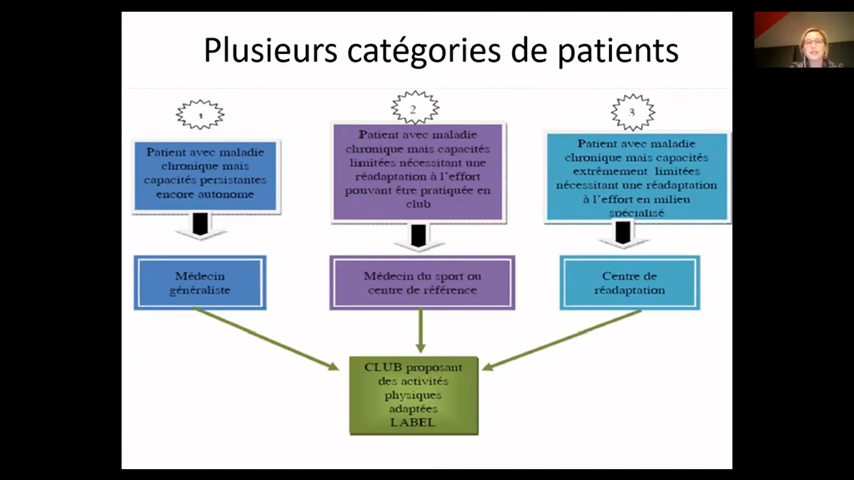 Plusieurs catégories de patients
1
Patient avec maladie
chronique mais
capacités persistantes
encore autonome
2
Patient avec maladie
chronique mais capacités
limitées nécessitant une
réadaptation à l'effort
pouvant être pratiquée en
club
3
Patient avec maladie
chronique mais capacités
extrêmement limitées
nécessitant une réadaptation
à l'effort en milieu
spécialisé
Médecin
généraliste
Médecin du sport ou
centre de référence
Centre de
réadaptation
CLUB proposant
des activités
physiques
adaptées
LABEL